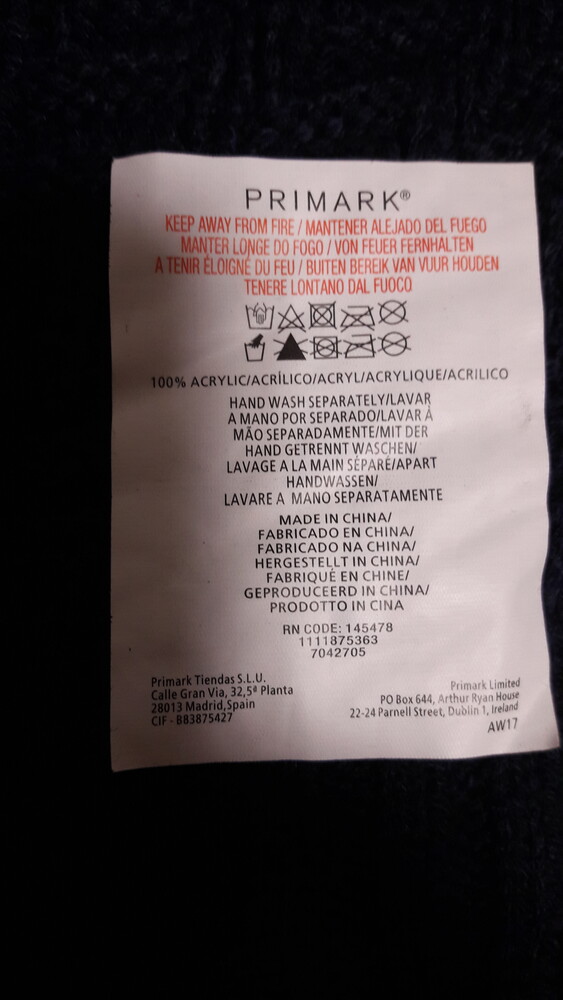 PRIMARK®
KEEP AWAY FROM FIRE / MANTENER ALEJADO DEL FUEGO
MANTER LONGE DO FOGO / VON FEUER FERNHALTEN
A TENIR ÉLOIGNÉ DU FEU / BUITEN BEREIK VAN VUUR HOUDEN
TENERE LONTANO DAL FUOCO
100% ACRYLIC/ACRÍLICO/ACRYL/ACRYLIQUE/ACRILICO
HAND WASH SEPARATELY/LAVAR
A MANO POR SEPARADO/LAVAR À
MÃO SEPARADAMENTE/MIT DER
HAND GETRENNT WASCHEN/
LAVAGE A LA MAIN SÉPARÉ/APART
HANDWASSEN/
LAVARE A MANO SEPARATAMENTE
MADE IN CHINA/
FABRICADO EN CHINA/
FABRICADO NA CHINA/
HERGESTELLT IN CHINA/
FABRIQUÉ EN CHINE/
GEPRODUCEERD IN CHINA/
PRODOTTO IN CINA
RN CODE: 145478
1111875363
7042705
Primark Tiendas S.L.U.
Calle Gran Via, 32,5ª Planta
28013 Madrid,Spain
CIF - B83875427
Primark Limited
PO Box 644, Arthur Ryan House
22-24 Parnell Street, Dublin 1, Ireland
AW17